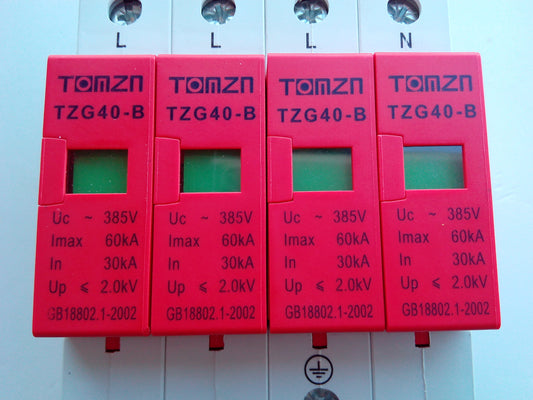 L L L N
TOMZN TOMZN TOMZN TOMZN
TZG40-B TZG40-B TZG40-B TZG40-B
Uc ~ 385V Uc ~ 385V Uc ~ 385V Uc ~ 385V
Imax 60kA Imax 60kA Imax 60kA Imax 60kA
In 30kA In 30kA In 30kA In 30kA
Up ⩽ 2.0kV Up ⩽ 2.0kV Up ⩽ 2.0kV Up ⩽ 2.0kV
GB18802.1-2002 GB18802.1-2002 GB18802.1-2002 GB18802.1-2002